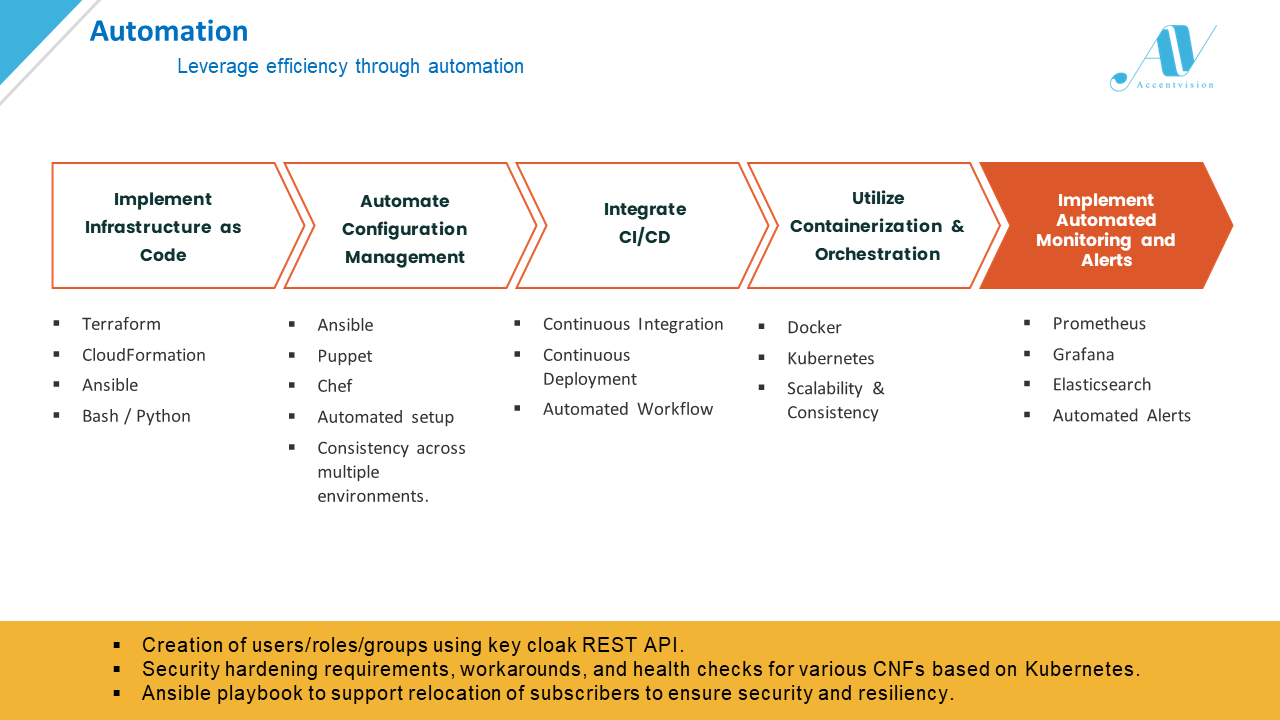 Automation
Leverage efficiency through automation
Accentvision
Implement
Infrastructure as
Code
Automate
Configuration
Management
Integrate
CI/CD
Utilize
Containerization &
Orchestration
Implement
Automated
Monitoring and
Alerts
▪ Terraform
▪ CloudFormation
▪ Ansible
▪ Bash / Python
▪ Ansible
▪ Puppet
▪ Chef
▪ Automated setup
▪ Consistency across
multiple
environments.
▪ Continuous Integration
▪ Continuous
Deployment
▪ Automated Workflow
▪ Docker
▪ Kubernetes
▪ Scalability &
Consistency
▪ Prometheus
▪ Grafana
▪ Elasticsearch
▪ Automated Alerts
▪ Creation of users/roles/groups using key cloak REST API.
▪ Security hardening requirements, workarounds, and health checks for various CNFs based on Kubernetes.
▪ Ansible playbook to support relocation of subscribers to ensure security and resiliency.